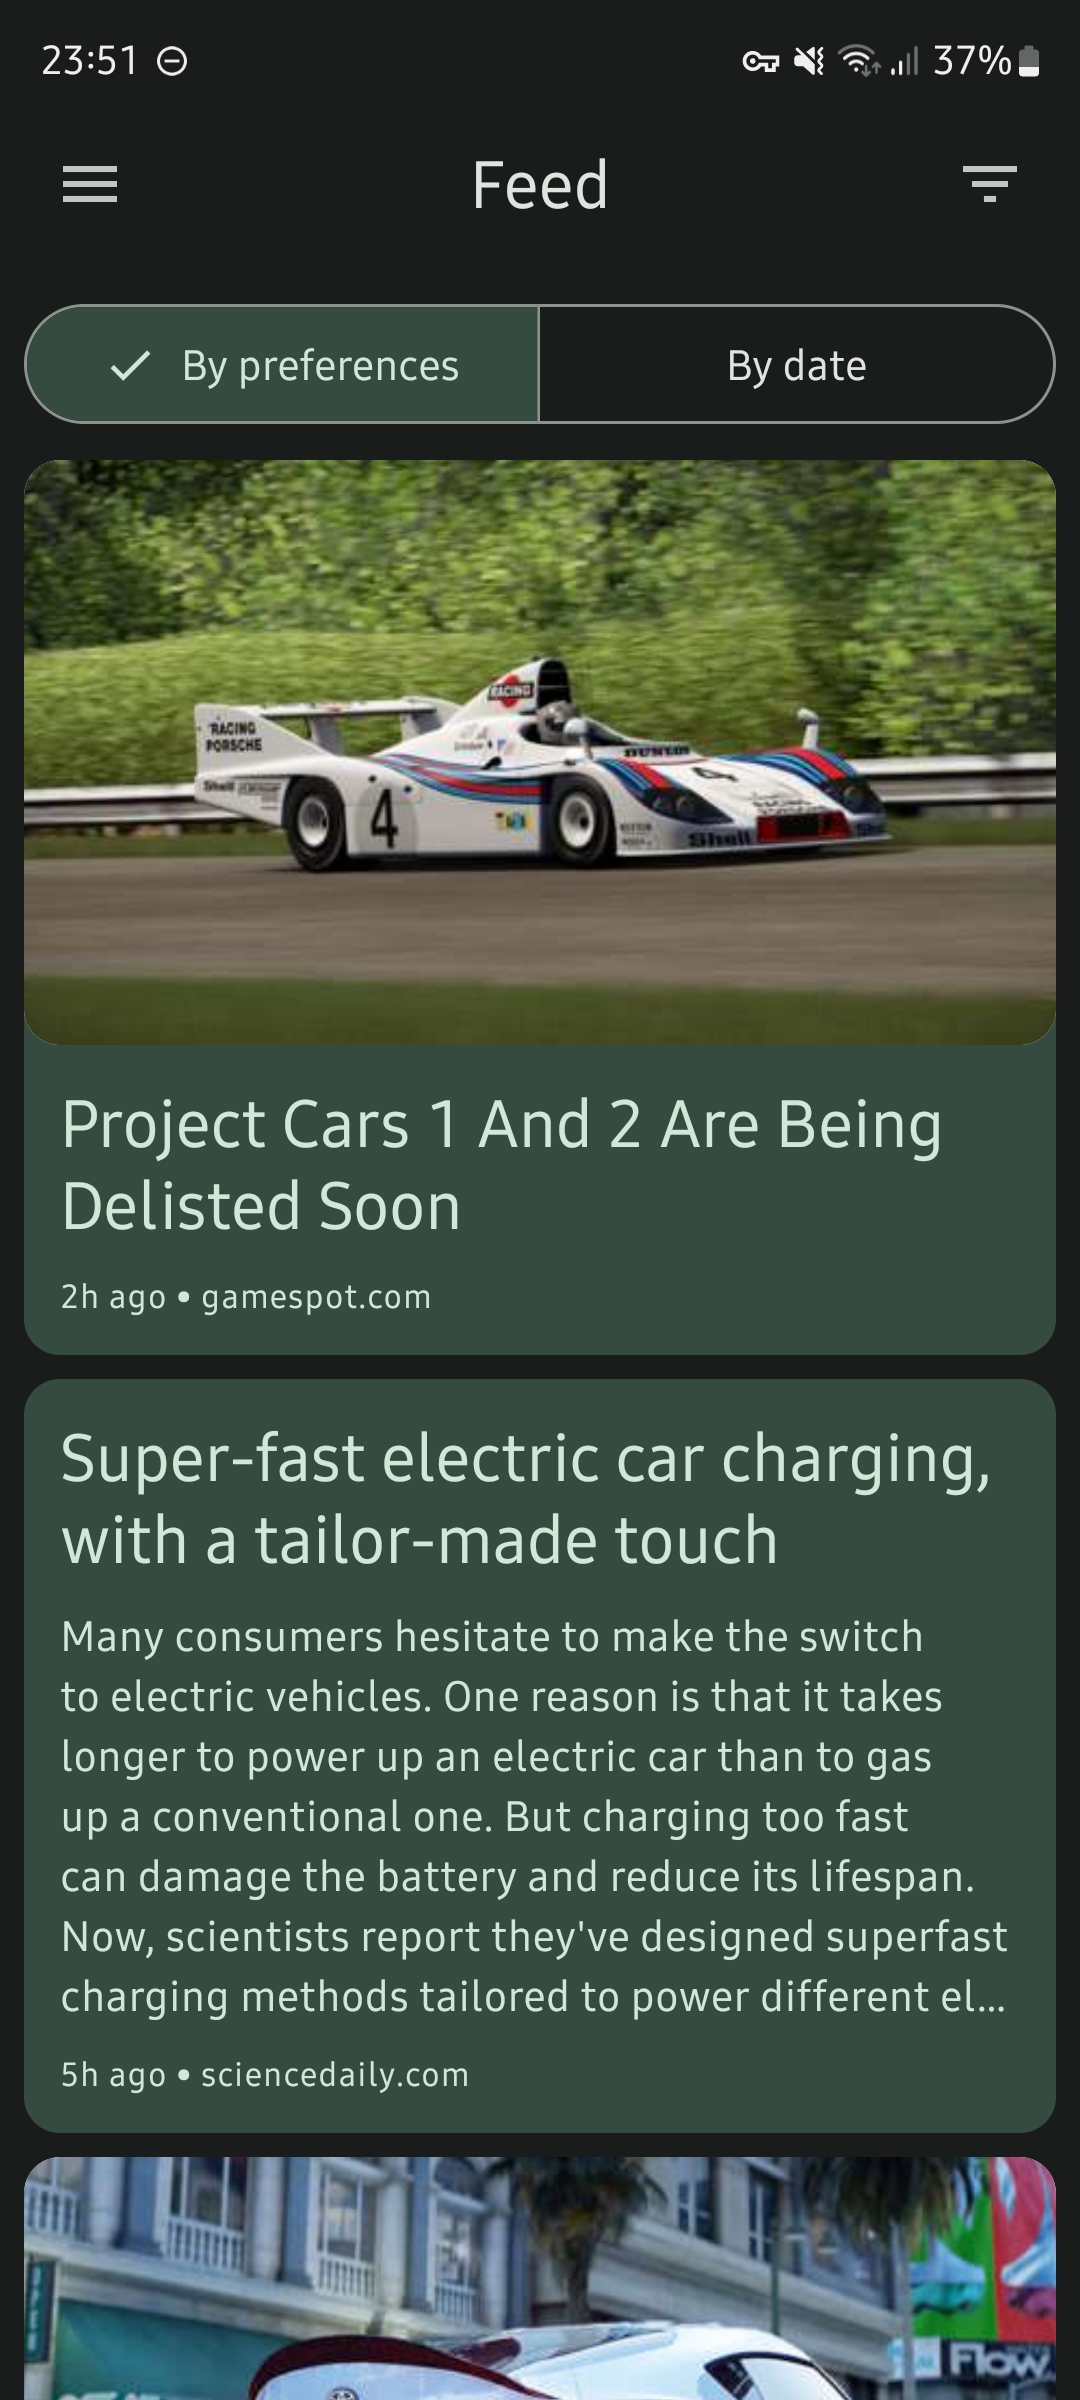 23:51
37%
Feed
By preferences
By date
RACING
RACING
PORSCHE
DUNLOP
Shell
4
4
Shell
Project Cars 1 And 2 Are Being
Delisted Soon
2h ago • gamespot.com
Super-fast electric car charging,
with a tailor-made touch
Many consumers hesitate to make the switch
to electric vehicles. One reason is that it takes
longer to power up an electric car than to gas
up a conventional one. But charging too fast
can damage the battery and reduce its lifespan.
Now, scientists report they've designed superfast
charging methods tailored to power different el...
5h ago • sciencedaily.com
Flow